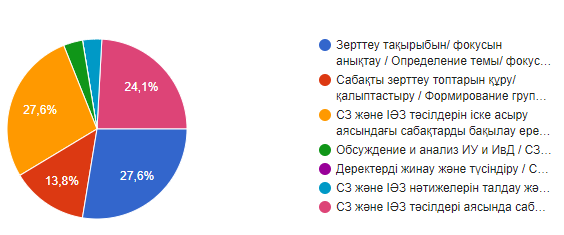 24,1%
27,6%
13,8%
27,6%
Зерттеу тақырыбын/ фокусын
анықтау / Определение темы/ фокус…
Сабақты зерттеу топтарын құру/
қалыптастыру / Формирование груп…
СЗ және ІӘЗ тәсілдерін іске асыру
аясындағы сабақтарды бақылау ере…
Обсуждение и анализ ИУ и ИвД / СЗ…
Деректерді жинау және түсіндіру / С…
СЗ және ІӘЗ нәтижелерін талдау жә…
СЗ және ІӘЗ тәсілдері аясында саб…